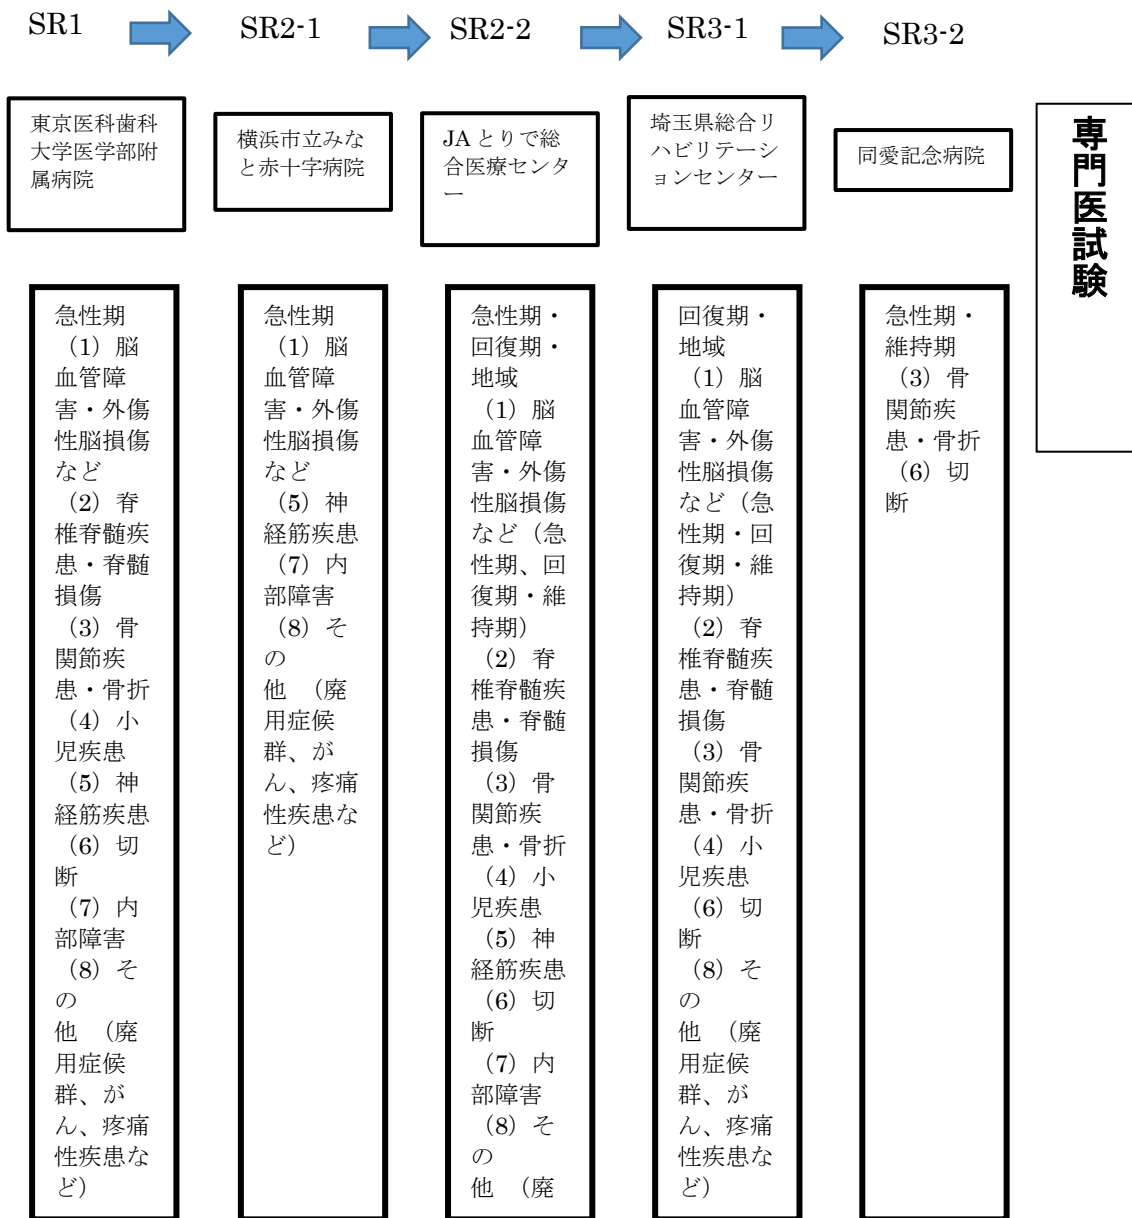 SR1
SR2-1
SR2-2
SR3-1
SR3-2
東京医科歯科
大学医学部附
属病院
横浜市立みな
と赤十字病院
JAとりで総
合医療センタ
ー
埼玉県総合リ
ハビリテーシ
ョンセンター
同愛記念病院
専門医試験
急性期
（1）脳
血管障
害・外傷
性脳損傷
など
（2）脊
椎脊髄疾
患・脊髄
損傷
（3）骨
関節疾
患・骨折
（4）小
児疾患
（5）神
経筋疾患
（6）切
断
（7）内
部障害
（8）そ
の
他 （廃
用症候
群、が
ん、疼痛
性疾患な
ど）
急性期
（1）脳
血管障
害・外傷
性脳損傷
など
（5）神
経筋疾患
（7）内
部障害
（8）そ
の
他 （廃
用症候
群、が
ん、疼痛
性疾患な
ど）
急性期・
回復期・
地域
（1）脳
血管障
害・外傷
性脳損傷
など（急
性期、回
復期・維
持期）
（2）脊
椎脊髄疾
患・脊髄
損傷
（3）骨
関節疾
患・骨折
（4）小
児疾患
（5）神
経筋疾患
（6）切
断
（7）内
部障害
（8）そ
の
他 （廃
回復期・
地域
（1）脳
血管障
害・外傷
性脳損傷
など（急
性期・回
復期・維
持期）
（2）脊
椎脊髄疾
患・脊髄
損傷
（3）骨
関節疾
患・骨折
（4）小
児疾患
（6）切
断
（8）そ
の
他 （廃
用症候
群、が
ん、疼痛
性疾患な
ど）
急性期・
維持期
（3）骨
関節疾
患・骨折
（6）切
断